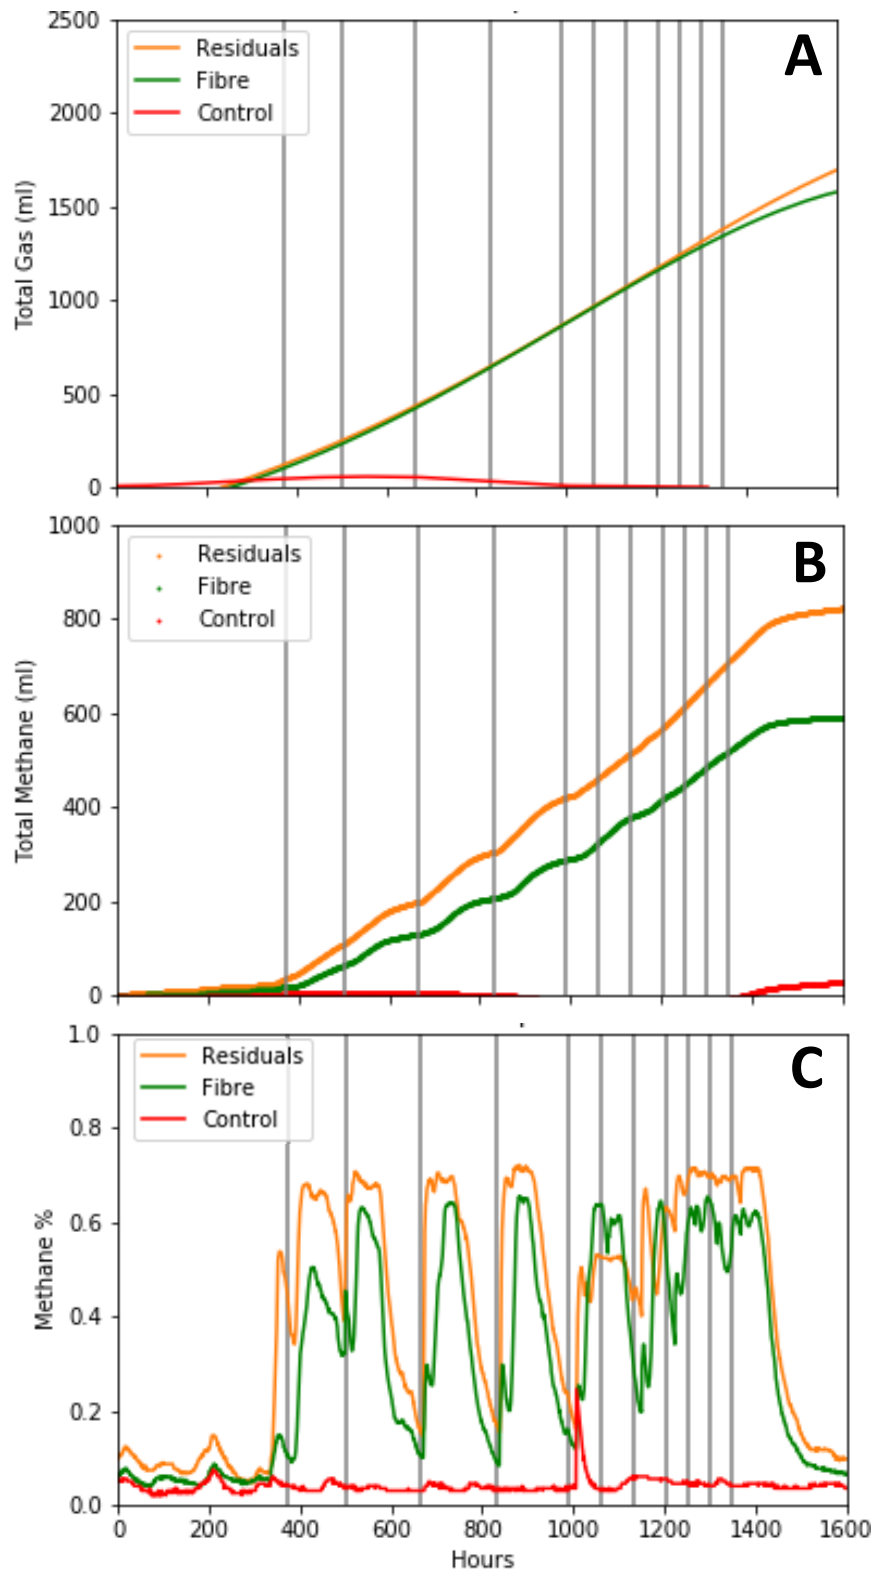 2500
2000
1500
1000
500
0
Total Gas (ml)
Residuals
Fibre
Control
A
1000
800
600
400
200
0
Total Methane (ml)
Residuals
Fibre
Control
B
1.0
0.8
0.6
0.4
0.2
0.0
Methane %
Residuals
Fibre
Control
C
0 200 400 600 800 1000 1200 1400 1600
Hours